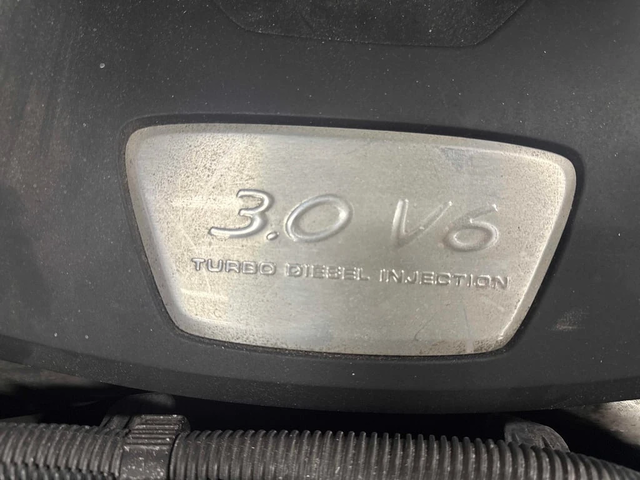 3.0 V6
TURBO DIESEL INJECTION